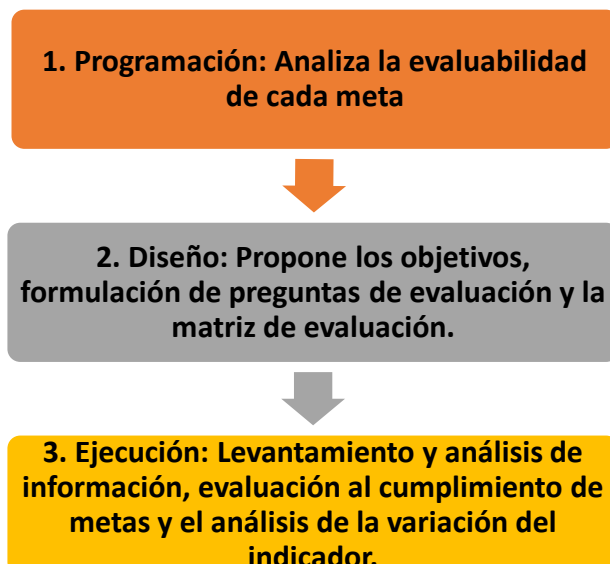 1. Programación: Analiza la evaluabilidad
de cada meta
2. Diseño: Propone los objetivos,
formulación de preguntas de evaluación y la
matriz de evaluación.
3. Ejecución: Levantamiento y análisis de
información, evaluación al cumplimiento de
metas y el análisis de la variación del
indicador.